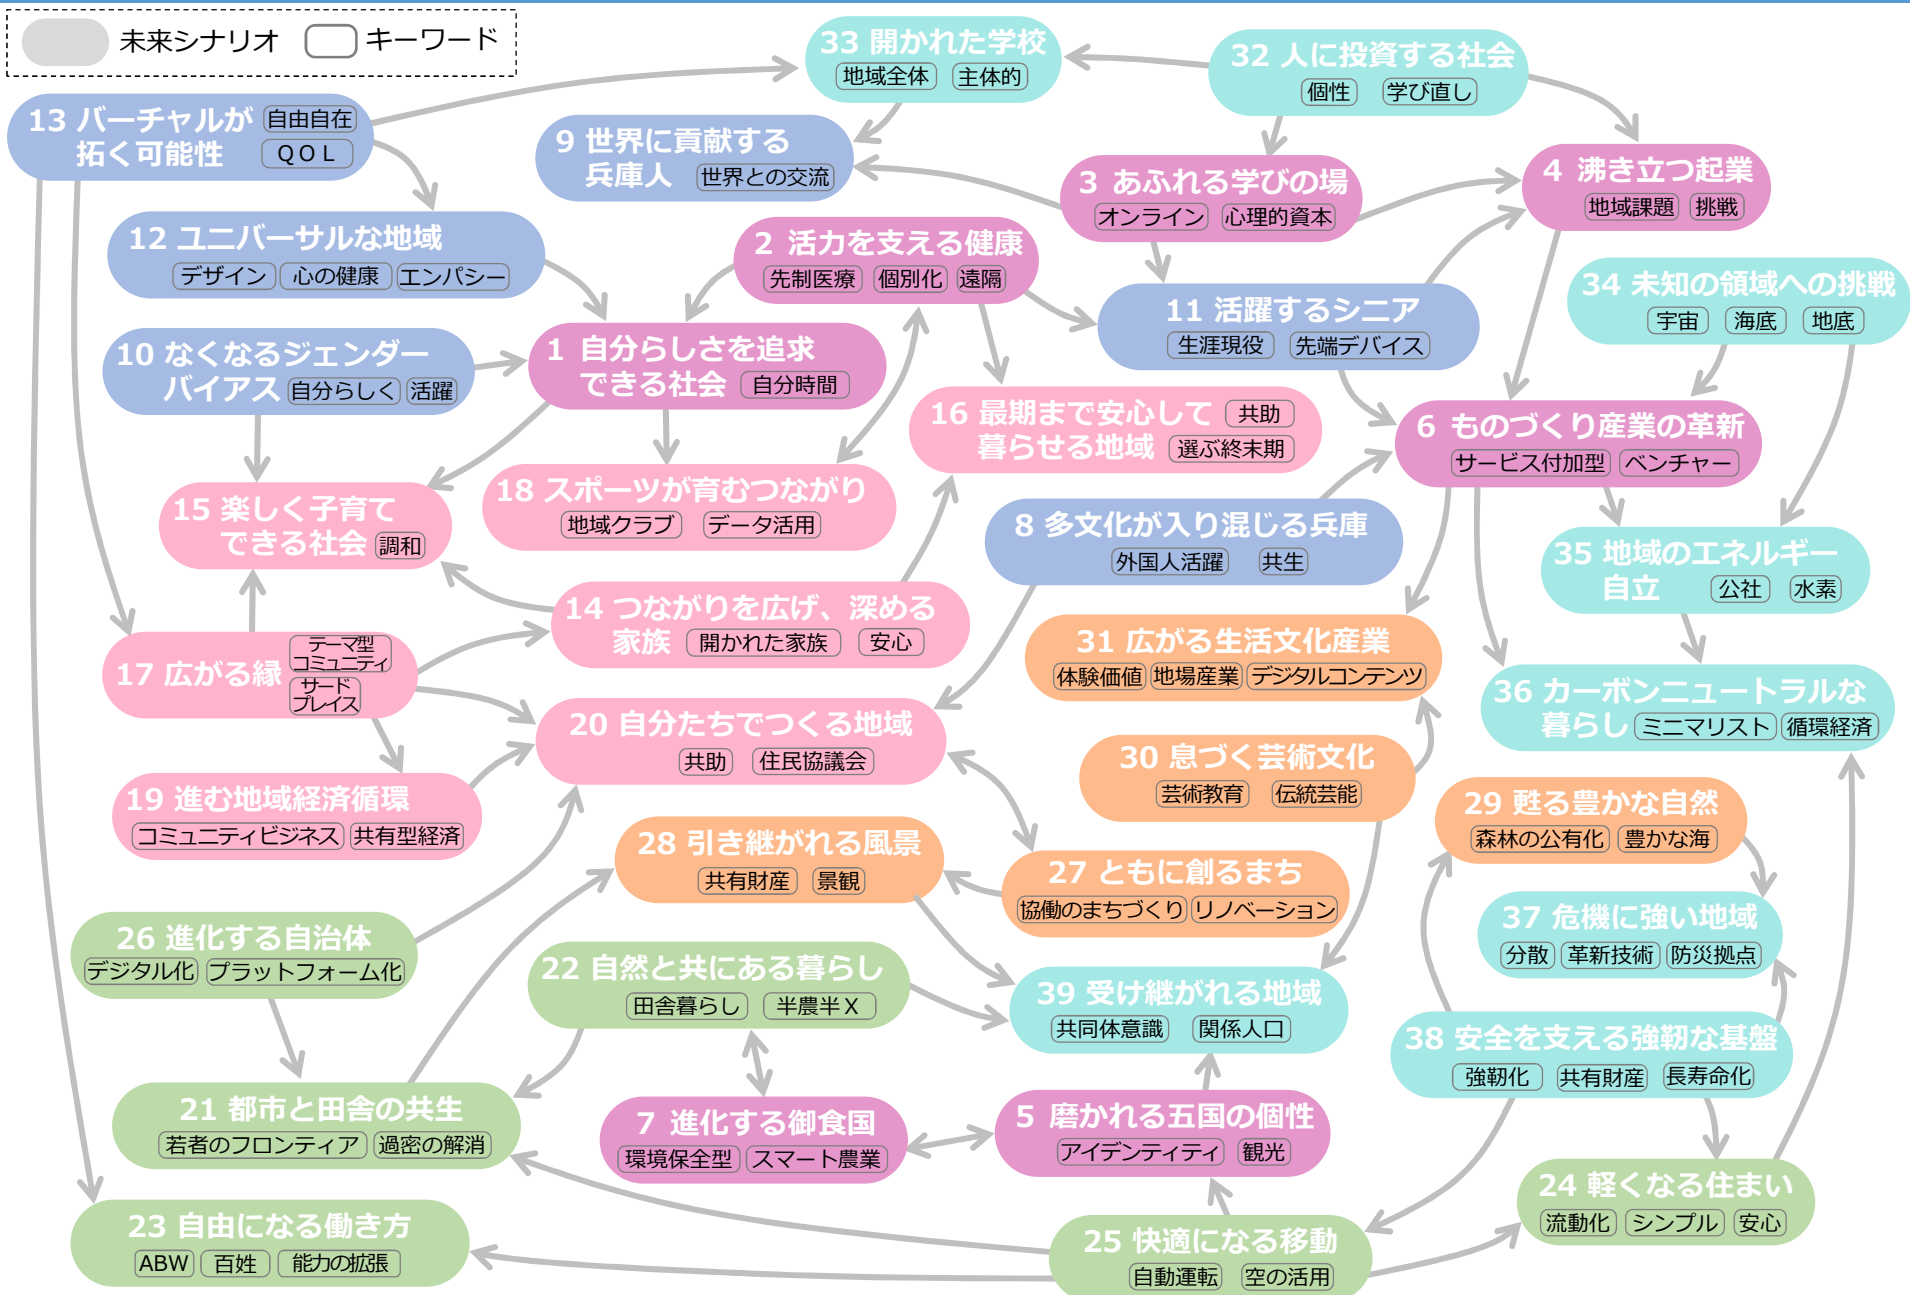 未来シナリオ
キーワード
33 開かれた学校
地域全体 主体的
32 人に投資する社会
個性 学び直し
13 バーチャルが
拓く可能性
自由自在
QOL
9 世界に貢献する
兵庫人 世界との交流
3 あふれる学びの場
オンライン 心理的資本
4 沸き立つ起業
地域課題 挑戦
12 ユニバーサルな地域
デザイン 心の健康 エンパシー
2 活力を支える健康
先制医療 個別化 遠隔
11 活躍するシニア
生涯現役 先端デバイス
34 未知の領域への挑戦
宇宙 海底 地底
10 なくなるジェンダー
バイアス 自分らしく 活躍
1 自分らしさを追求
できる社会 自分時間
16 最期まで安心して 共助
暮らせる地域 選ぶ終末期
6 ものづくり産業の革新
サービス付加型 ベンチャー
15 楽しく子育て
できる社会 調和
18 スポーツが育むつながり
地域クラブ データ活用
8 多文化が入り混じる兵庫
外国人活躍 共生
35 地域のエネルギー
自立 公社 水素
14 つながりを広げ、深める
家族 開かれた家族 安心
31 広がる生活文化産業
体験価値 地場産業 デジタルコンテンツ
17 広がる縁
テーマ型
コミュニティ
サード
プレイス
36 カーボンニュートラルな
暮らし ミニマリスト 循環経済
20 自分たちでつくる地域
共助 住民協議会
30 息づく芸術文化
芸術教育 伝統芸能
19 進む地域経済循環
コミュニティビジネス 共有型経済
29 甦る豊かな自然
森林の公有化 豊かな海
28 引き継がれる風景
共有財産 景観
27 ともに創るまち
協働のまちづくり リノベーション
37 危機に強い地域
分散 革新技術 防災拠点
26 進化する自治体
デジタル化 プラットフォーム化
22 自然と共にある暮らし
田舎暮らし 半農半X
39 受け継がれる地域
共同体意識 関係人口
38 安全を支える強靭な基盤
強靭化 共有財産 長寿命化
21 都市と田舎の共生
若者のフロンティア 過密の解消
7 進化する御食国
環境保全型 スマート農業
5 磨かれる五国の個性
アイデンティティ 観光
24 軽くなる住まい
流動化 シンプル 安心
23 自由になる働き方
ABW 百姓 能力の拡張
25 快適になる移動
自動運転 空の活用